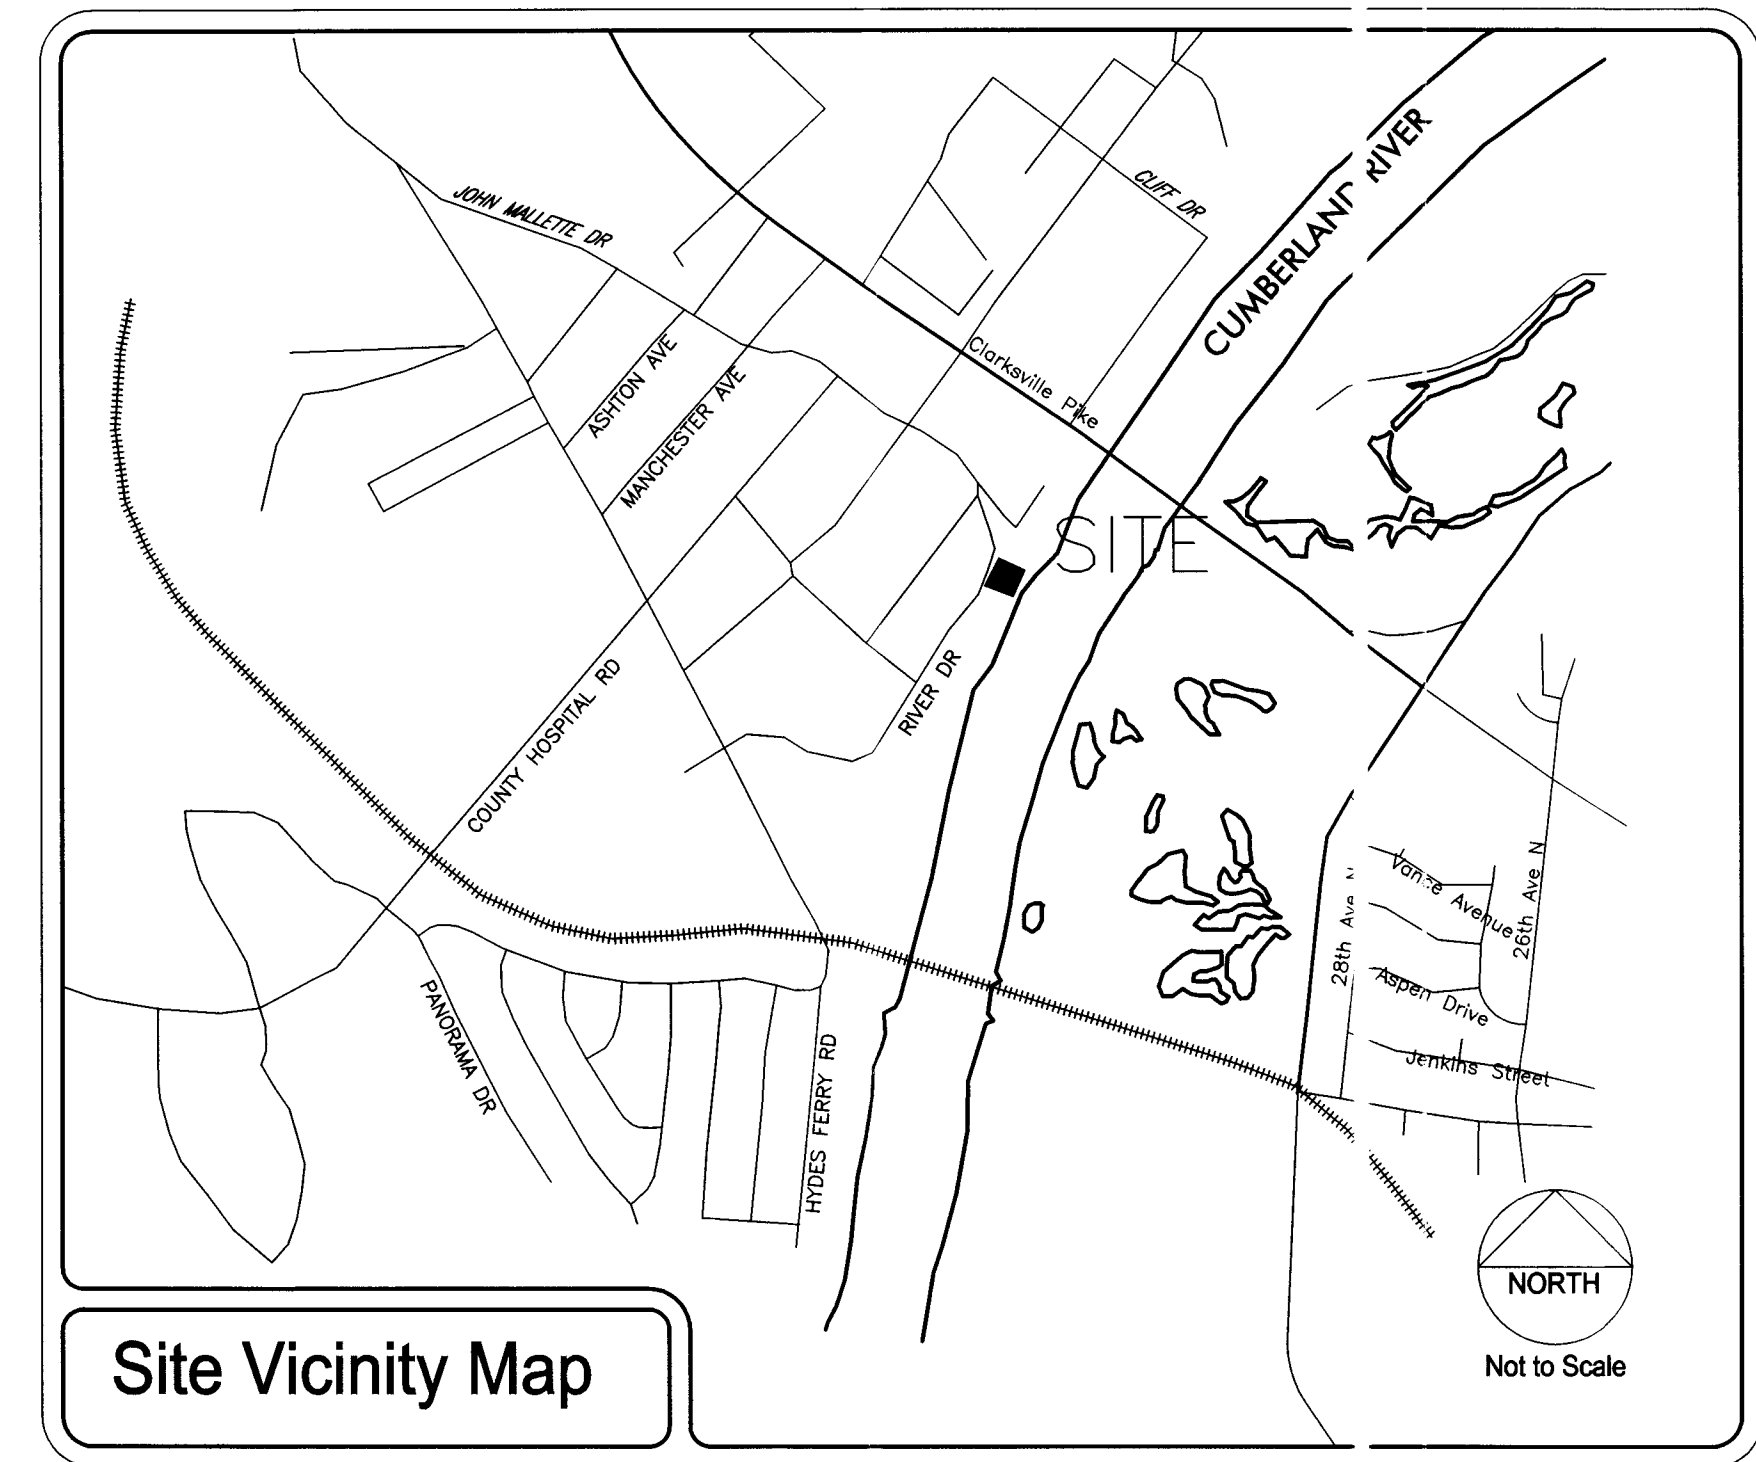 CUMBERLAND RIVER
CLIFF DR
JOHN MALLETTE DR
Clarksville Pike
ASHTON AVE
MANCHESTER AVE
SITE
COUNTY HOSPITAL RD
RIVER DR
Vance Avenue
26th Ave N
28th Ave N
Aspen Drive
PANORAMA DR
HYDES FERRY RD
Jenkins Street
NORTH
Not to Scale
Site Vicinity Map